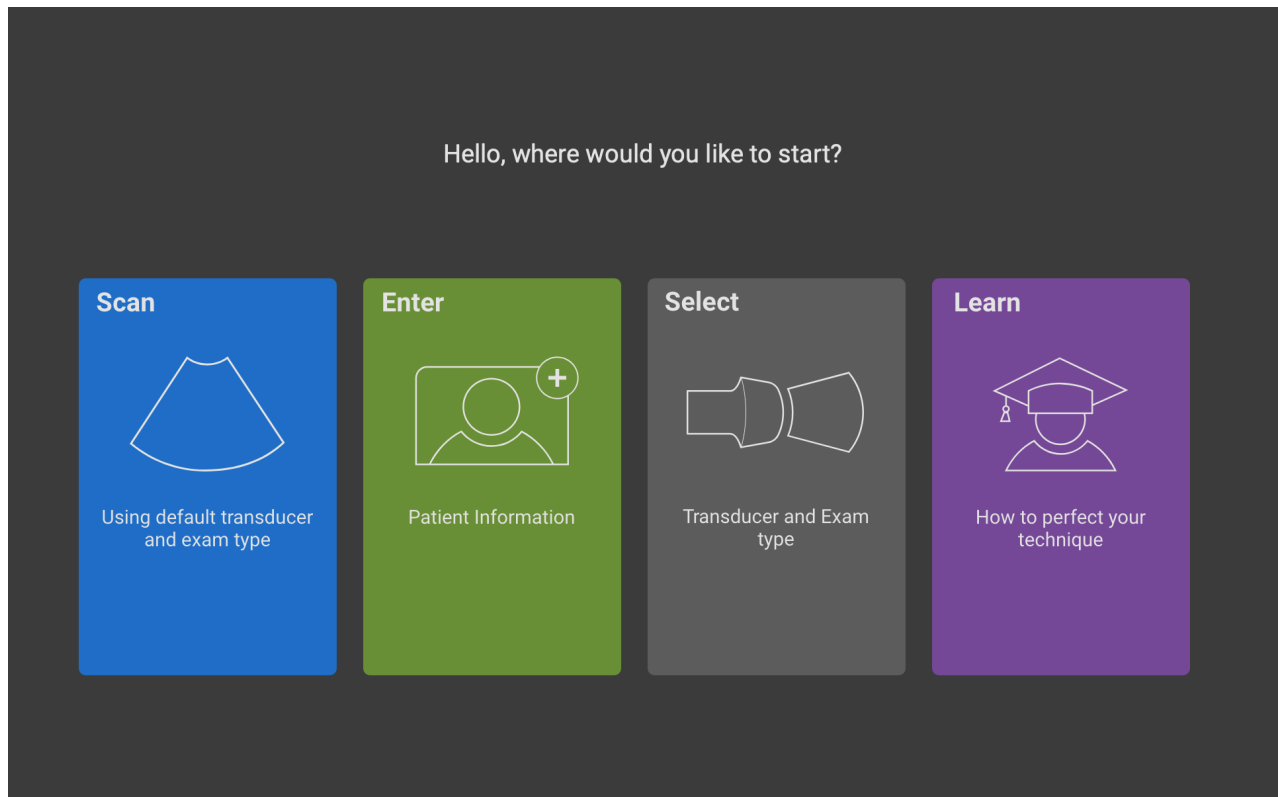 Hello, where would you like to start?
Scan
Using default transducer
and exam type
Enter
Patient Information
Select
Transducer and Exam
type
Learn
How to perfect your
technique